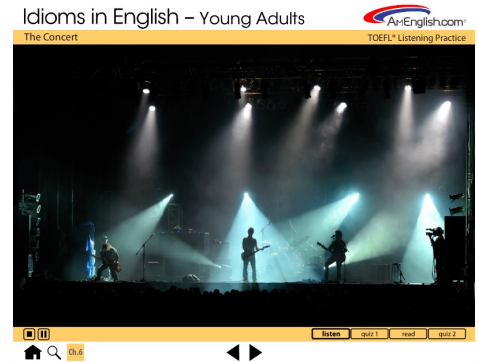 Idioms in English – Young Adults
AMEnglish.com®
The Concert
TOEFL® Listening Practice
listen
quiz 1
read
quiz 2
Ch.6